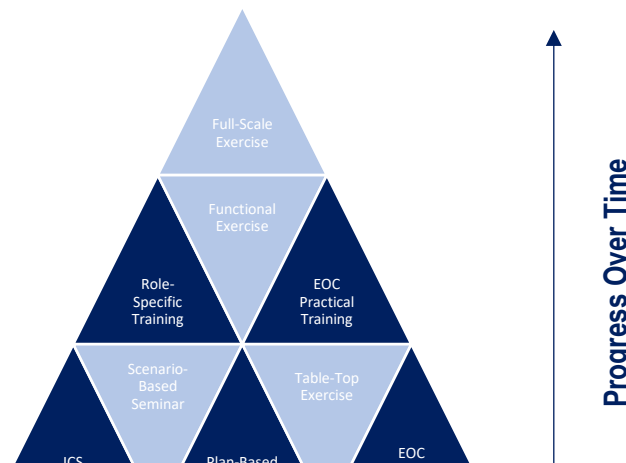 Full-Scale
Exercise
Functional
Exercise
Role-
Specific
Training
EOC
Practical
Training
Scenario-
Based
Seminar
Table-Top
Exercise
ICS
Plan-Based
EOC
Progress Over Time